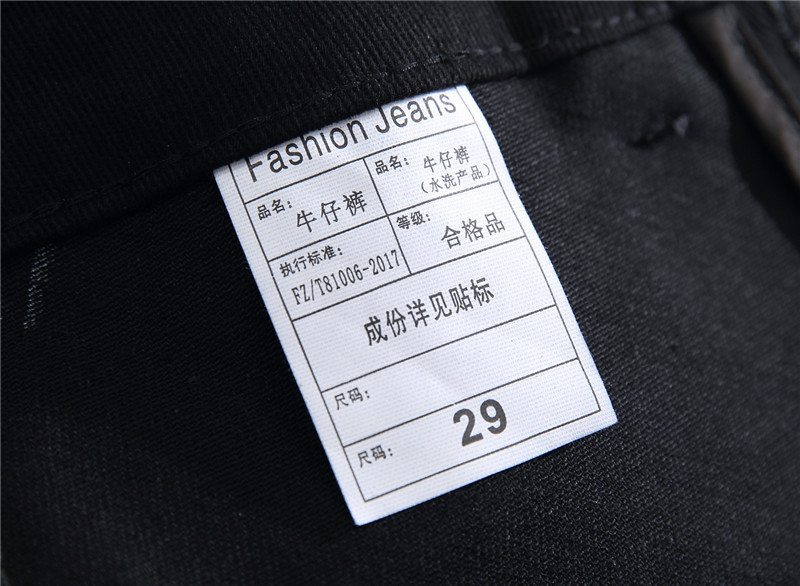 Fashion Jeans
品名:
牛仔裤
品名:
牛仔裤
(水洗产品)
执行标准:
FZ/T81006-2017
等级:
合格品
成份详见贴标
尺码:
尺码:
29